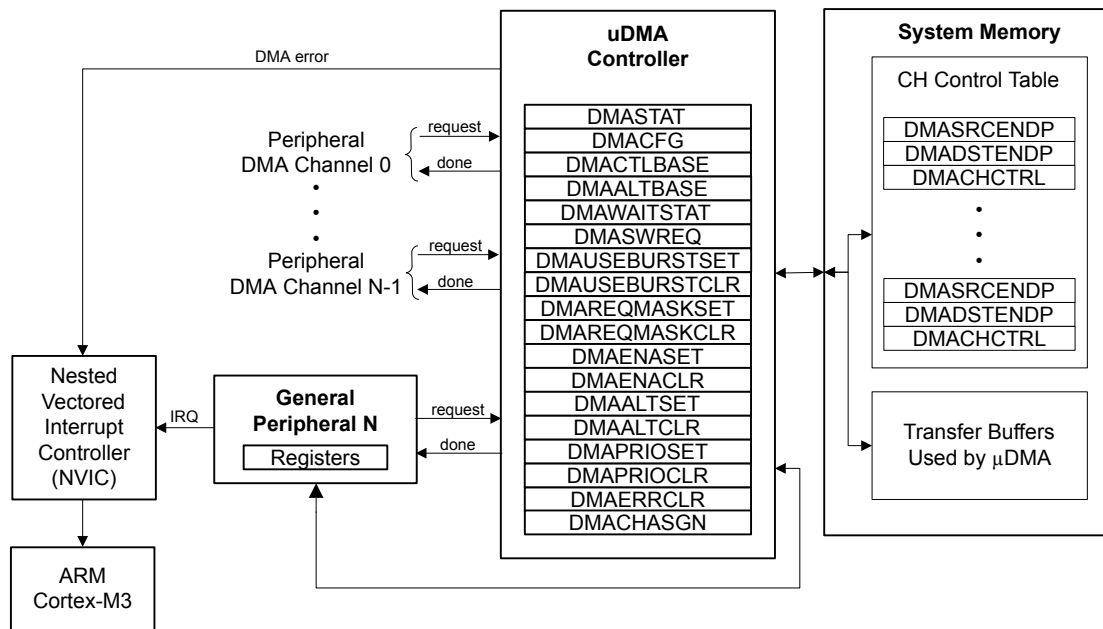 uDMA
Controller
System Memory
DMA error
CH Control Table
DMASTAT
DMACFG
DMACTLBASE
DMAALTBASE
DMAWAITSTAT
DMASWREQ
DMAUSEBURSTSET
DMAUSEBURSTCLR
DMAREQMASKSET
DMAREQMASKCLR
DMAENASET
DMAENACLR
DMAALTSET
DMAALTCLR
DMAPRIOSET
DMAPRIOCLR
DMAERRCLR
DMACHASGN
Peripheral
DMA Channel 0
request
done
Peripheral
DMA Channel N-1
request
done
DMASRCENDP
DMADSTENDP
DMACHCTRL
DMASRCENDP
DMADSTENDP
DMACHCTRL
Transfer Buffers
Used by μDMA
Nested
Vectored
Interrupt
Controller
(NVIC)
IRQ
General
Peripheral N
Registers
request
done
ARM
Cortex-M3